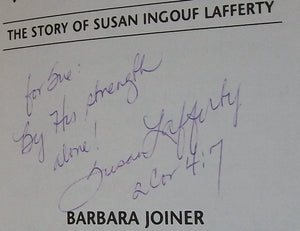 THE STORY OF SUSAN INGOUF LAFFERTY
for Sue:
By His strength
alone!
Susan Lafferty
2 Cor 4:7
BARBARA JOINER